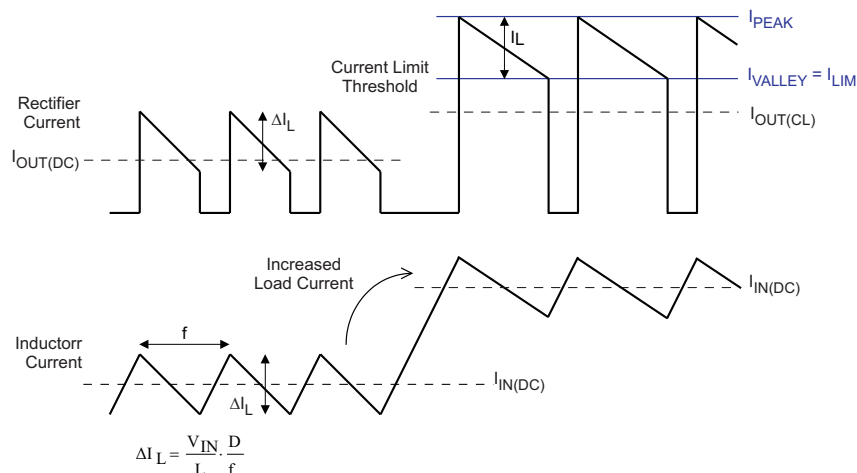 I_PEAK
I_L
Current Limit
Threshold
I_VALLEY = I_LIM
Rectifier
Current
ΔI_L
I_OUT(CL)
I_OUT(DC)
Increased
Load Current
I_IN(DC)
f
Inductorr
Current
I_IN(DC)
ΔI_L
ΔI_L = V_IN/L · D/f